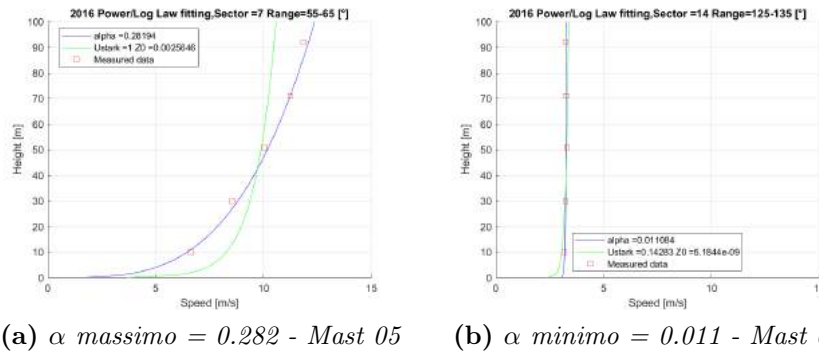 2016 Power/Log Law fitting,Sector =7 Range=55-65 [°]
alpha =0.28194
Ustark =1 Z0 =0.0025646
Measured data
Height [m]
100
90
80
70
60
50
40
30
20
10
0
0 5 10 15
Speed [m/s]
(a) α massimo = 0.282 - Mast 05
2016 Power/Log Law fitting,Sector =14 Range=125-135 [°]
Height [m]
100
90
80
70
60
50
40
30
20
10
0
alpha =0.011084
Ustark =0.14283 Z0 =6.1844e-09
Measured data
0 5 10 15
Speed [m/s]
(b) α minimo = 0.011 - Mast